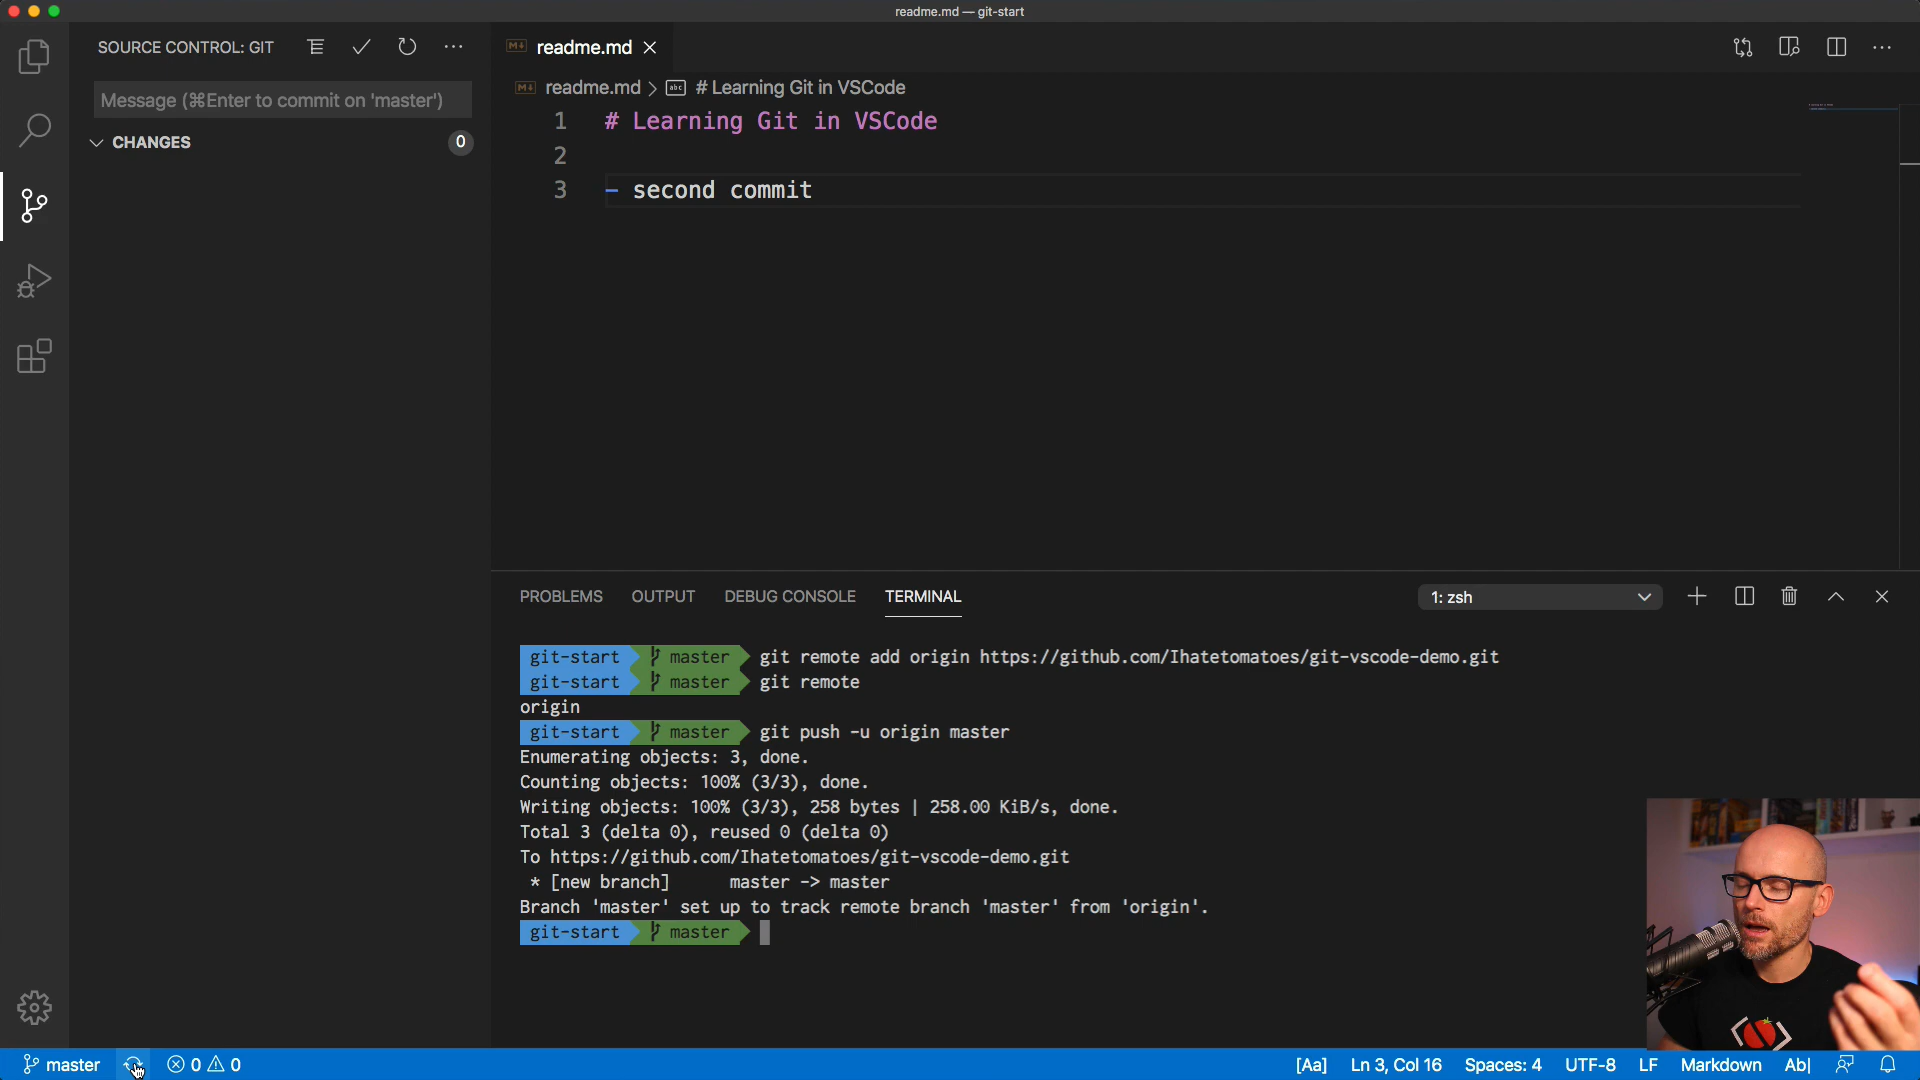 readme.md — git-start
SOURCE CONTROL: GIT
Message (⌘Enter to commit on 'master')
CHANGES
0
readme.md
readme.md > # Learning Git in VSCode
1 # Learning Git in VSCode
2
3 - second commit
PROBLEMS OUTPUT DEBUG CONSOLE TERMINAL
1: zsh
git-start master git remote add origin https://github.com/Ihatetomatoes/git-vscode-demo.git
git-start master git remote
origin
git-start master git push -u origin master
Enumerating objects: 3, done.
Counting objects: 100% (3/3), done.
Writing objects: 100% (3/3), 258 bytes | 258.00 KiB/s, done.
Total 3 (delta 0), reused 0 (delta 0)
To https://github.com/Ihatetomatoes/git-vscode-demo.git
* [new branch] master -> master
Branch 'master' set up to track remote branch 'master' from 'origin'.
git-start master
master 0 0 [Aa] Ln 3, Col 16 Spaces: 4 UTF-8 LF Markdown Ab|